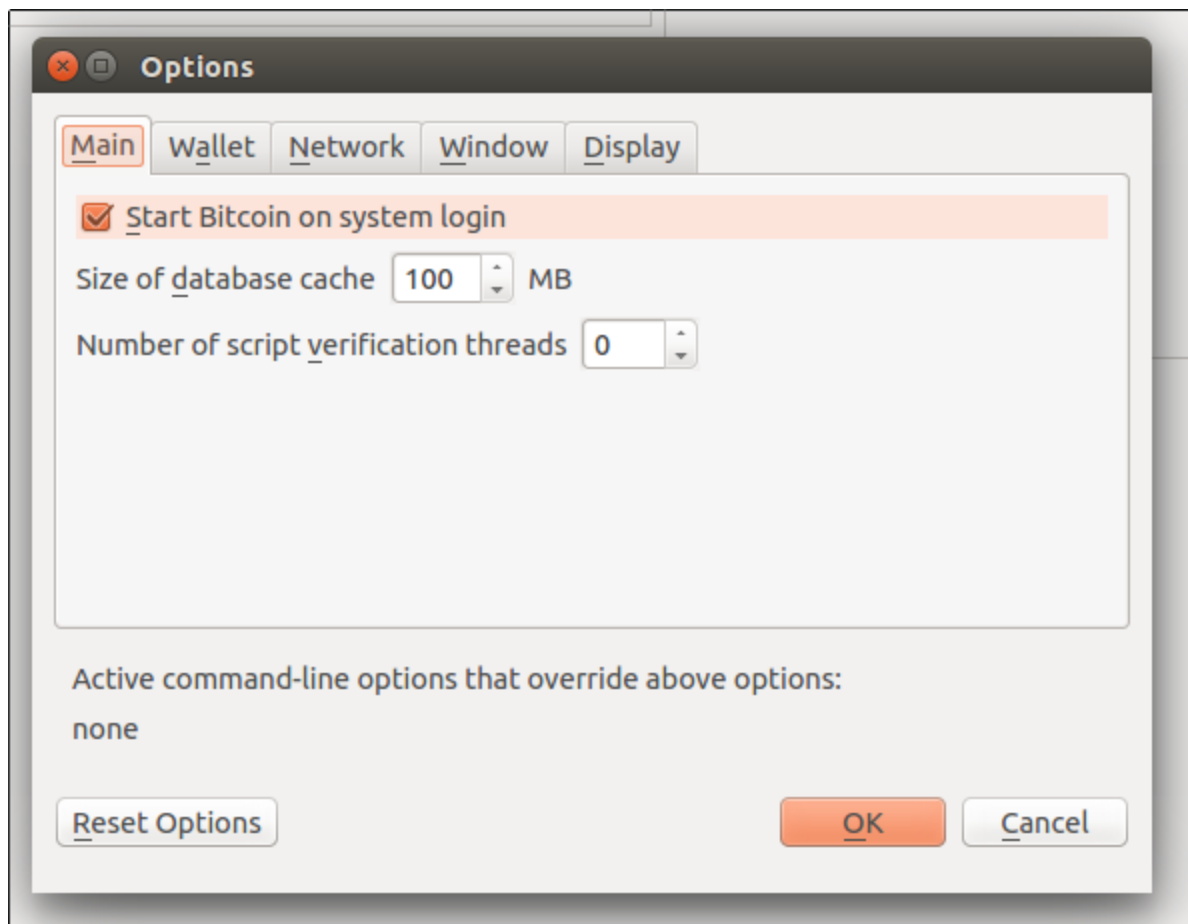 Options
Main Wallet Network Window Display
Start Bitcoin on system login
Size of database cache 100 MB
Number of script verification threads 0
Active command-line options that override above options:
none
Reset Options OK Cancel